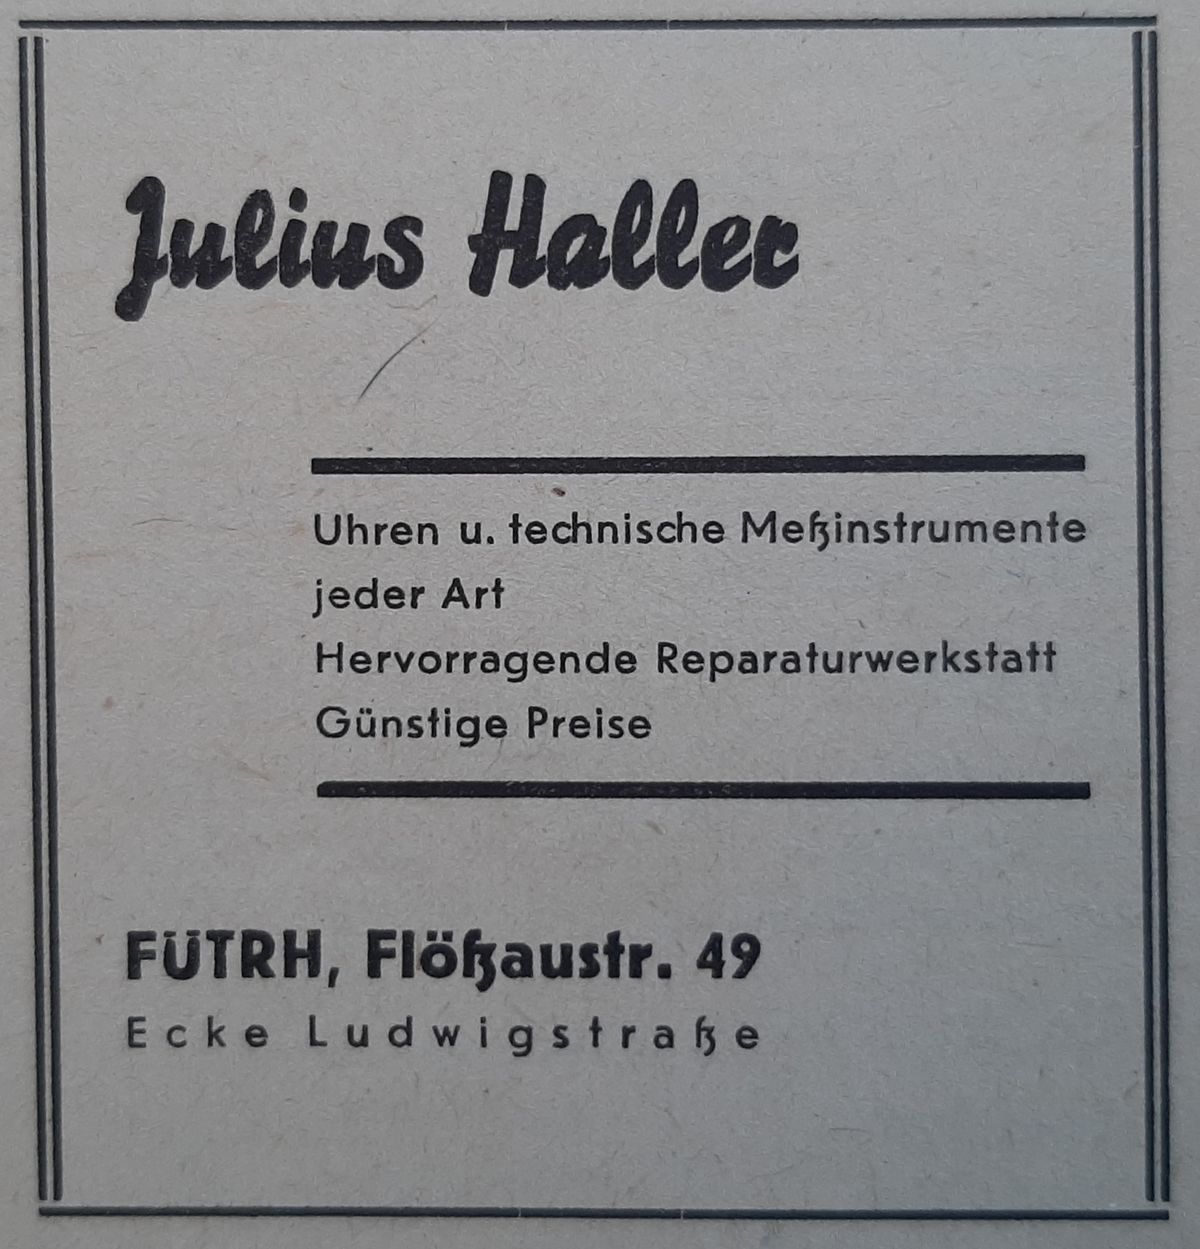 Julius Haller
Uhren u. technische Meßinstrumente
jeder Art
Hervorragende Reparaturwerkstatt
Günstige Preise
FÜTRH, Flößaustr. 49
Ecke Ludwigstraße